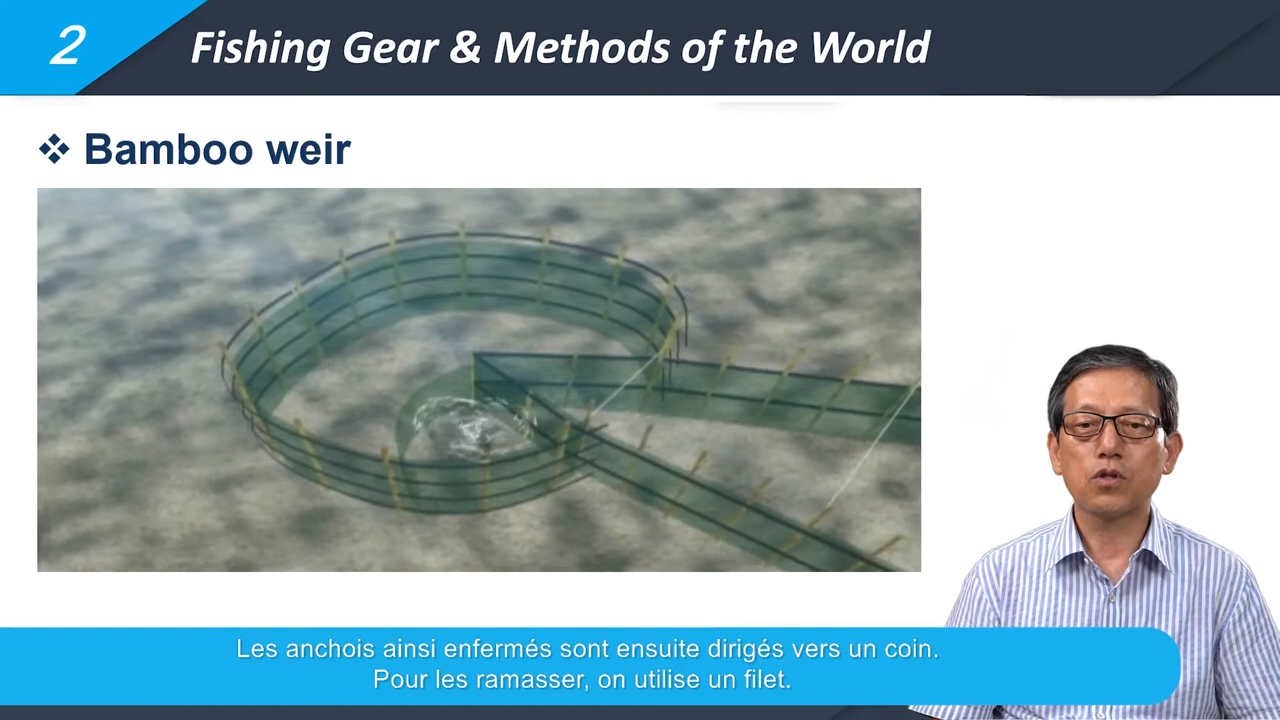 2
Fishing Gear & Methods of the World
❖ Bamboo weir
Les anchois ainsi enfermés sont ensuite dirigés vers un coin.
Pour les ramasser, on utilise un filet.